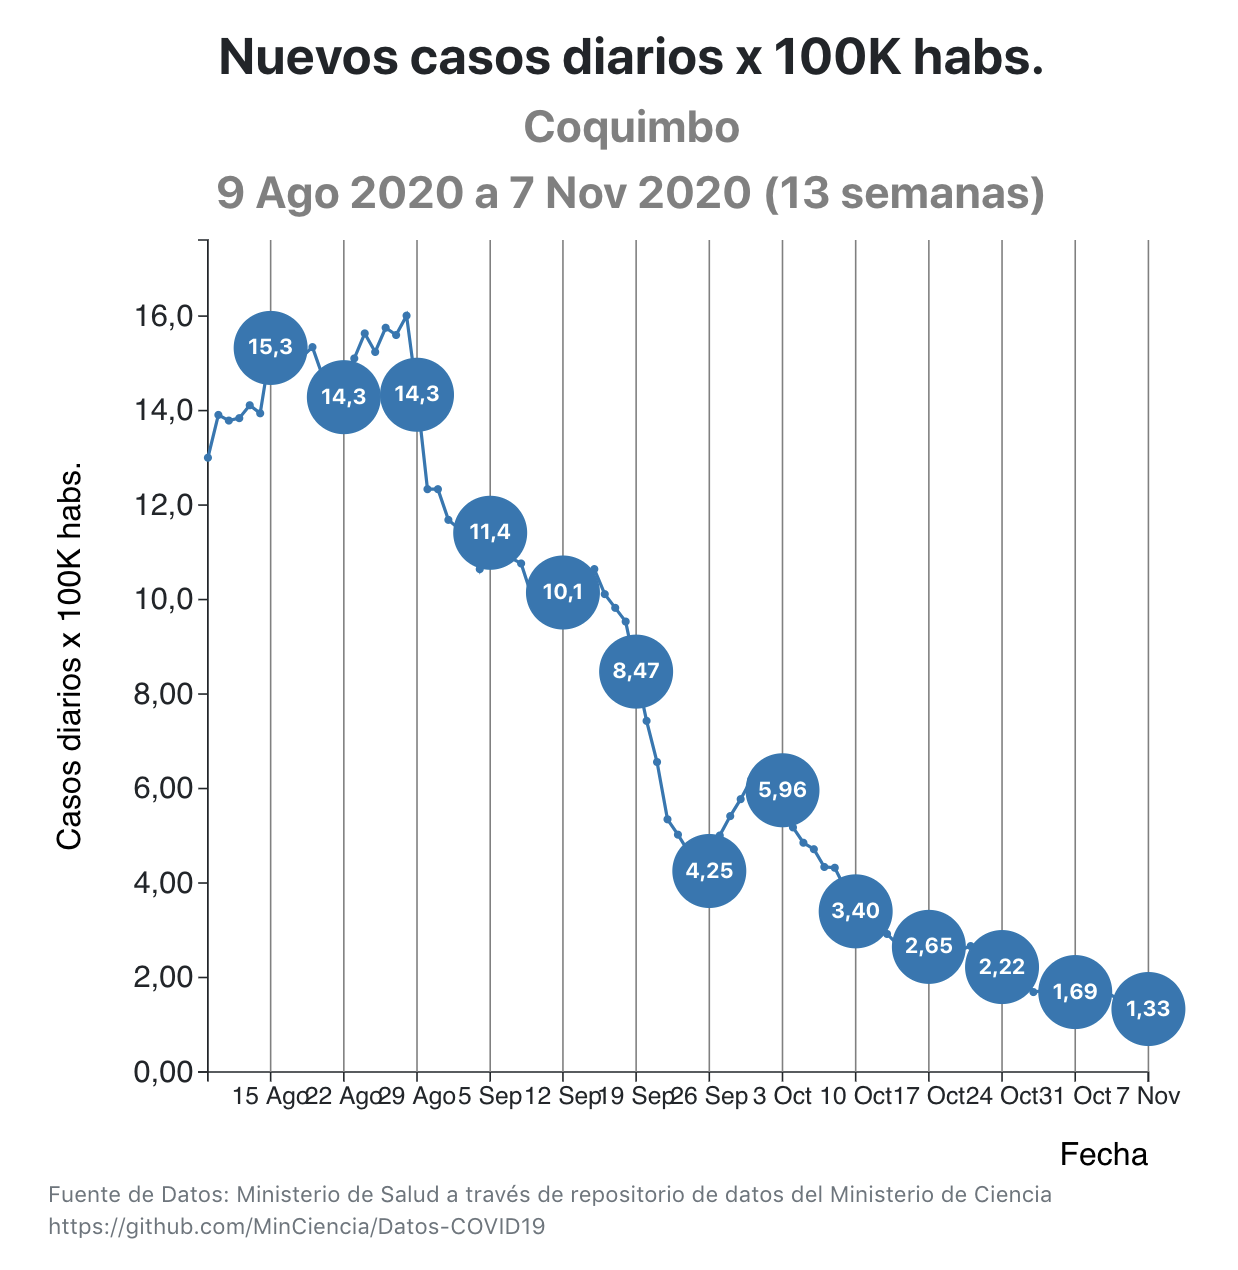 Nuevos casos diarios x 100K habs.
Coquimbo
9 Ago 2020 a 7 Nov 2020 (13 semanas)
Casos diarios x 100K habs.
16,0
14,0
12,0
10,0
8,00
6,00
4,00
2,00
0,00
15,3
14,3
14,3
11,4
10,1
8,47
4,25
5,96
3,40
2,65
2,22
1,69
1,33
15 Ago 22 Ago 29 Ago 5 Sep 12 Sep 19 Sep 26 Sep 3 Oct 10 Oct 17 Oct 24 Oct 31 Oct 7 Nov
Fecha
Fuente de Datos: Ministerio de Salud a través de repositorio de datos del Ministerio de Ciencia
https://github.com/MinCiencia/Datos-COVID19